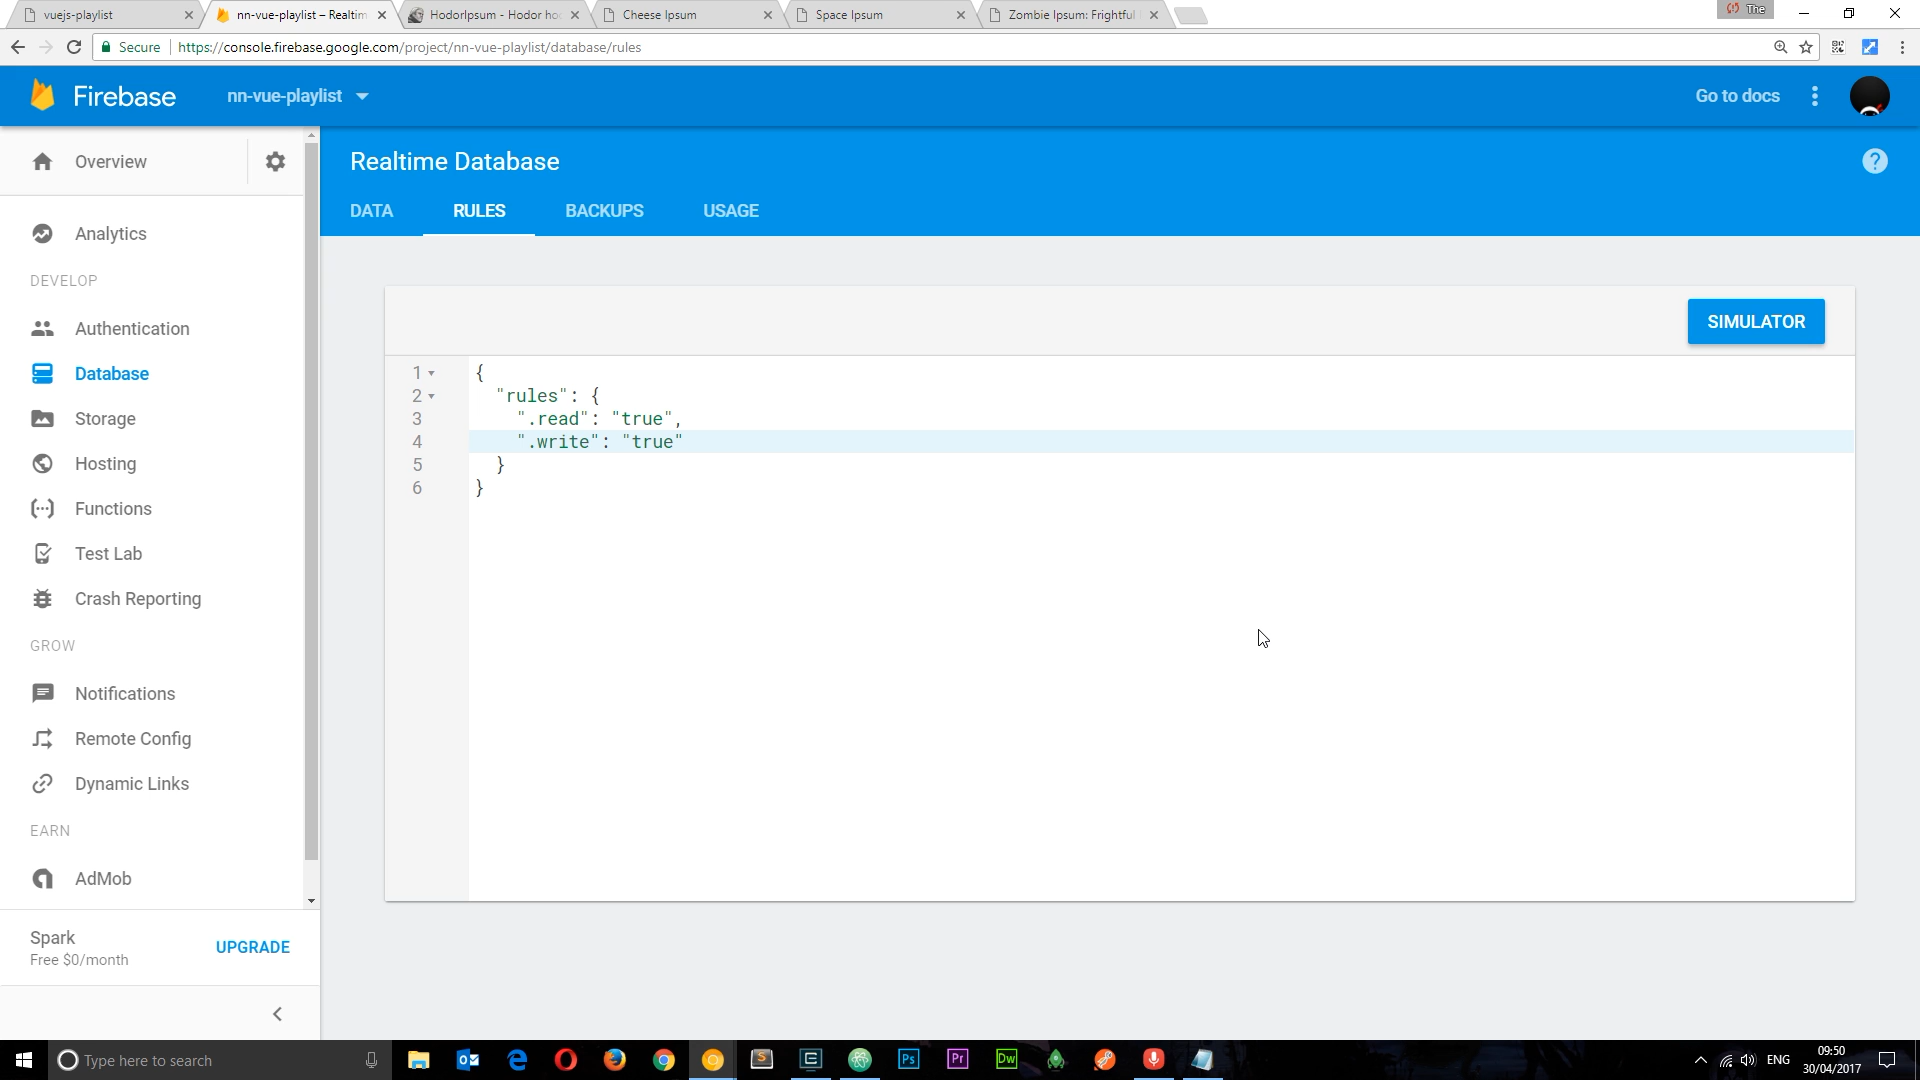 vuejs-playlist
nn-vue-playlist – Realtim
HodorIpsum - Hodor ho
Cheese Ipsum
Space Ipsum
Zombie Ipsum: Frightful
The
Secure
https://console.firebase.google.com/project/nn-vue-playlist/database/rules
Firebase
nn-vue-playlist
Go to docs
Overview
Realtime Database
?
DATA
RULES
BACKUPS
USAGE
Analytics
DEVELOP
Authentication
Database
Storage
Hosting
Functions
Test Lab
Crash Reporting
GROW
Notifications
Remote Config
Dynamic Links
EARN
AdMob
Spark
Free $0/month
UPGRADE
SIMULATOR
1 {
2 "rules": {
3 ".read": "true",
4 ".write": "true"
5 }
6 }
Type here to search
Ps
Pr
Dw
ENG
09:50
30/04/2017